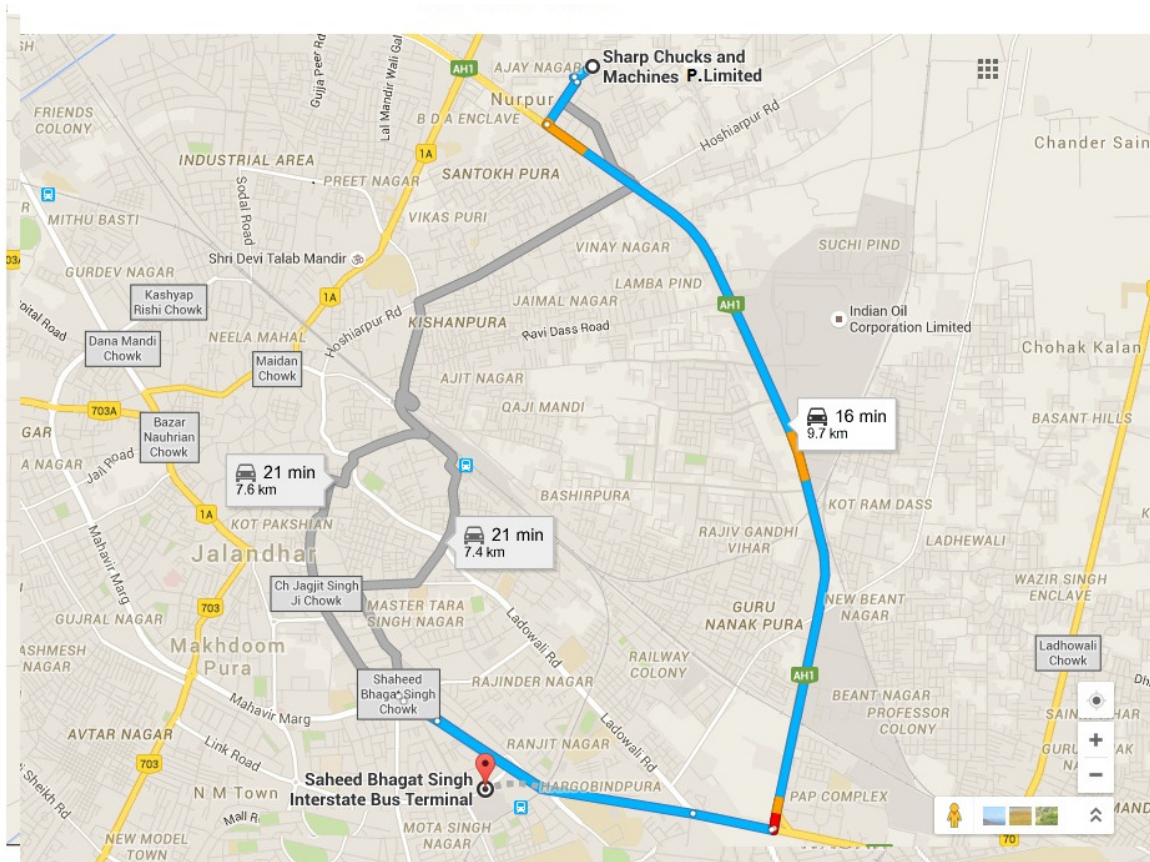 Sharp Chucks and
Machines P.Limited
AJAY NAGAR
AH1
Nurpur
B D A ENCLAVE
Gujja Peer Rd
Lal Mandir Wali Gali
FRIENDS
COLONY
INDUSTRIAL AREA
1A
PREET NAGAR
SANTOKH PURA
Hoshiarpur Rd
Chander Sain
Sodal Road
MITHU BASTI
VIKAS PURI
VINAY NAGAR
SUCHI PIND
Shri Devi Talab Mandir
GURDEV NAGAR
LAMBA PIND
Kashyap
Rishi Chowk
1A
JAIMAL NAGAR
AH1
Indian Oil
Corporation Limited
NEELA MAHAL
Hoshiarpur Rd
KISHANPURA
Ravi Dass Road
Dana Mandi
Chowk
Maidan
Chowk
Chohak Kalan
AJIT NAGAR
703A
QAJI MANDI
16 min
9.7 km
BASANT HILLS
Bazar
Nauhrian
Chowk
Jail Road
21 min
7.6 km
BASHIRPURA
KOT RAM DASS
1A
KOT PAKSHIAN
21 min
7.4 km
RAJIV GANDHI
VIHAR
LADHEWALI
Jalandhar
Mahavir Marg
Ch Jagjit Singh
Ji Chowk
MASTER TARA
SINGH NAGAR
WAZIR SINGH
ENCLAVE
703
GUJRAL NAGAR
GURU
NANAK PURA
NEW BEANT
NAGAR
Ladowali Rd
Makhdoom
Pura
RAILWAY
COLONY
Ladhowali
Chowk
Shaheed
Bhagat Singh
Chowk
RAJINDER NAGAR
AH1
Mahavir Marg
BEANT NAGAR
PROFESSOR
COLONY
AVTAR NAGAR
Link Road
RANJIT NAGAR
Ladowali Rd
703
Saheed Bhagat Singh
Interstate Bus Terminal
HARGOBINDPURA
N M Town
PAP COMPLEX
MOTA SINGH
NAGAR
NEW MODEL
TOWN
70